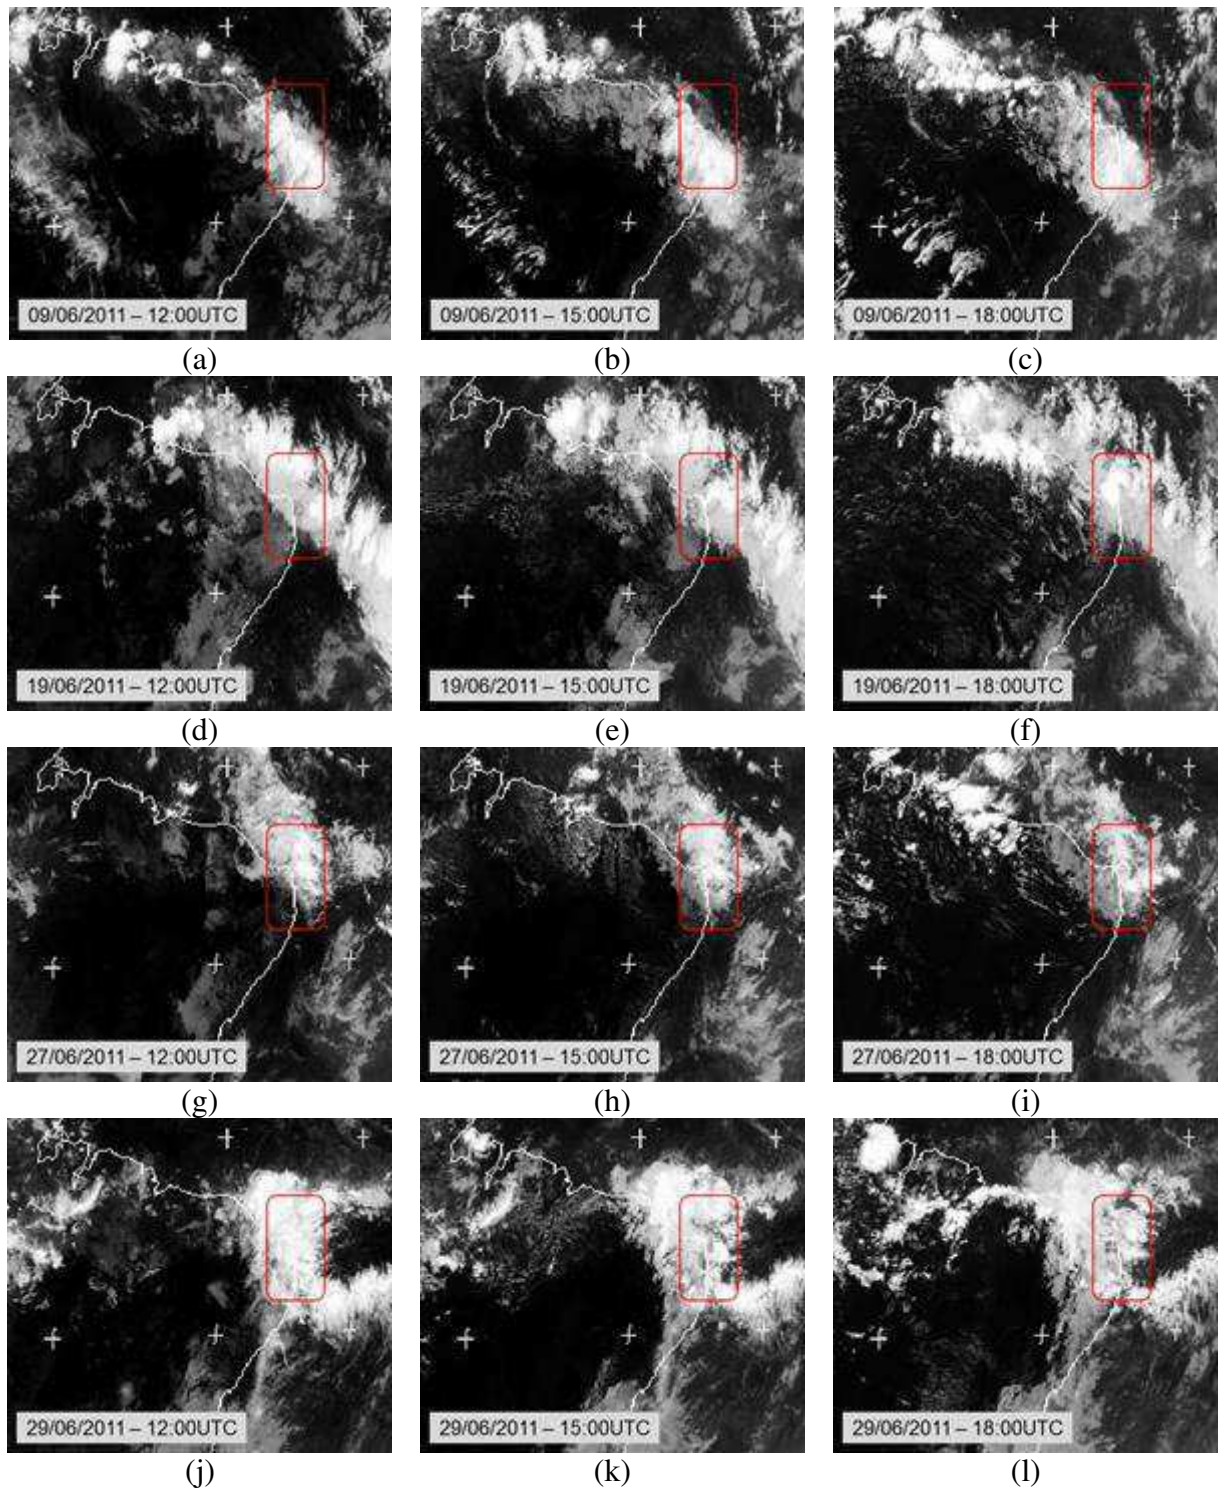 09/06/2011 – 12:00UTC
09/06/2011 – 15:00UTC
09/06/2011 – 18:00UTC
(a)
(b)
(c)
19/06/2011 – 12:00UTC
19/06/2011 – 15:00UTC
19/06/2011 – 18:00UTC
(d)
(e)
(f)
27/06/2011 – 12:00UTC
27/06/2011 – 15:00UTC
27/06/2011 – 18:00UTC
(g)
(h)
(i)
29/06/2011 – 12:00UTC
29/06/2011 – 15:00UTC
29/06/2011 – 18:00UTC
(j)
(k)
(l)